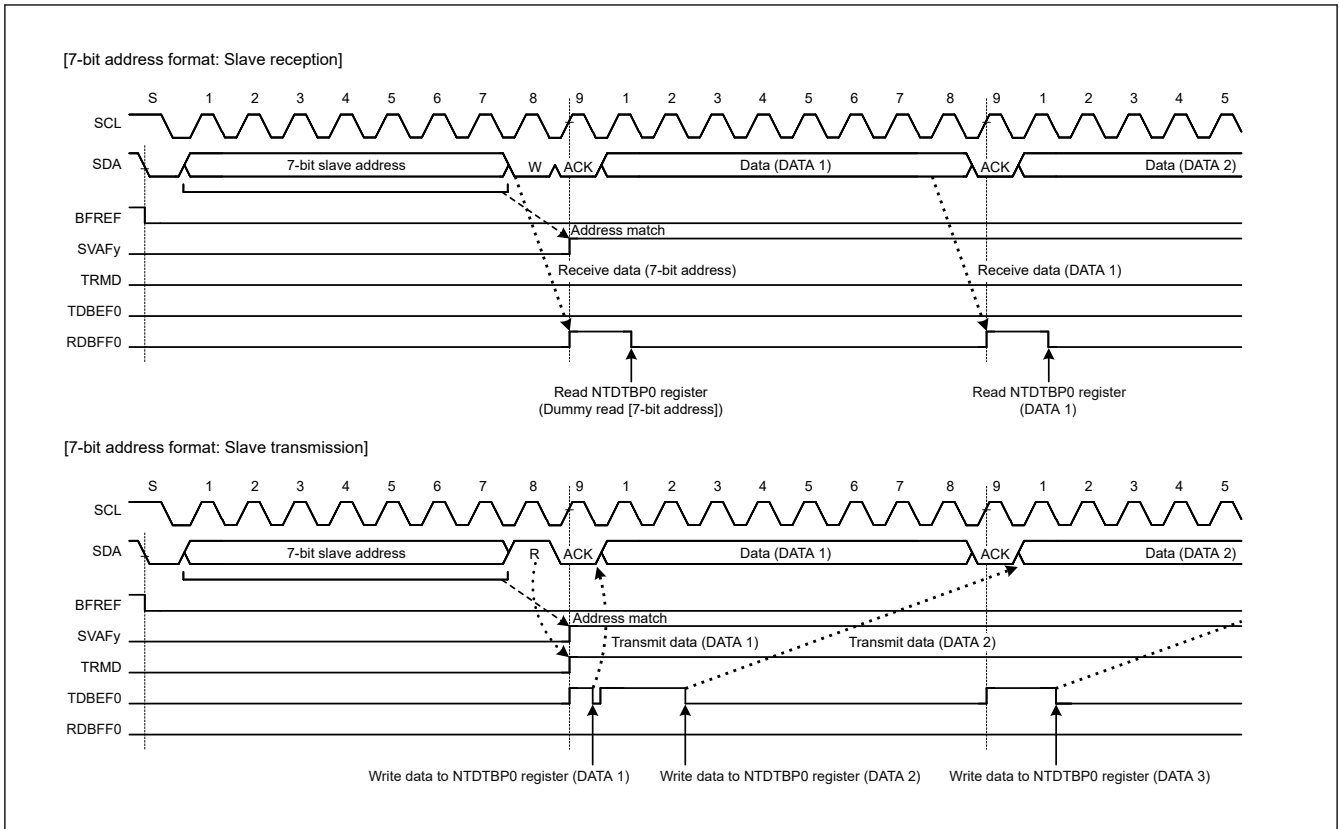 [7-bit address format: Slave reception]
S 1 2 3 4 5 6 7 8 9 1 2 3 4 5 6 7 8 9 1 2 3 4 5
SCL
SDA 7-bit slave address W ACK Data (DATA 1) ACK Data (DATA 2)
BFREF
Address match
SVAFy
Receive data (7-bit address) Receive data (DATA 1)
TRMD
TDBEF0
RDBFF0
Read NTDTBP0 register Read NTDTBP0 register
(Dummy read [7-bit address]) (DATA 1)
[7-bit address format: Slave transmission]
S 1 2 3 4 5 6 7 8 9 1 2 3 4 5 6 7 8 9 1 2 3 4 5
SCL
SDA 7-bit slave address R ACK Data (DATA 1) ACK Data (DATA 2)
BFREF
Address match
SVAFy
Transmit data (DATA 1) Transmit data (DATA 2)
TRMD
TDBEF0
RDBFF0
Write data to NTDTBP0 register (DATA 1) Write data to NTDTBP0 register (DATA 2) Write data to NTDTBP0 register (DATA 3)